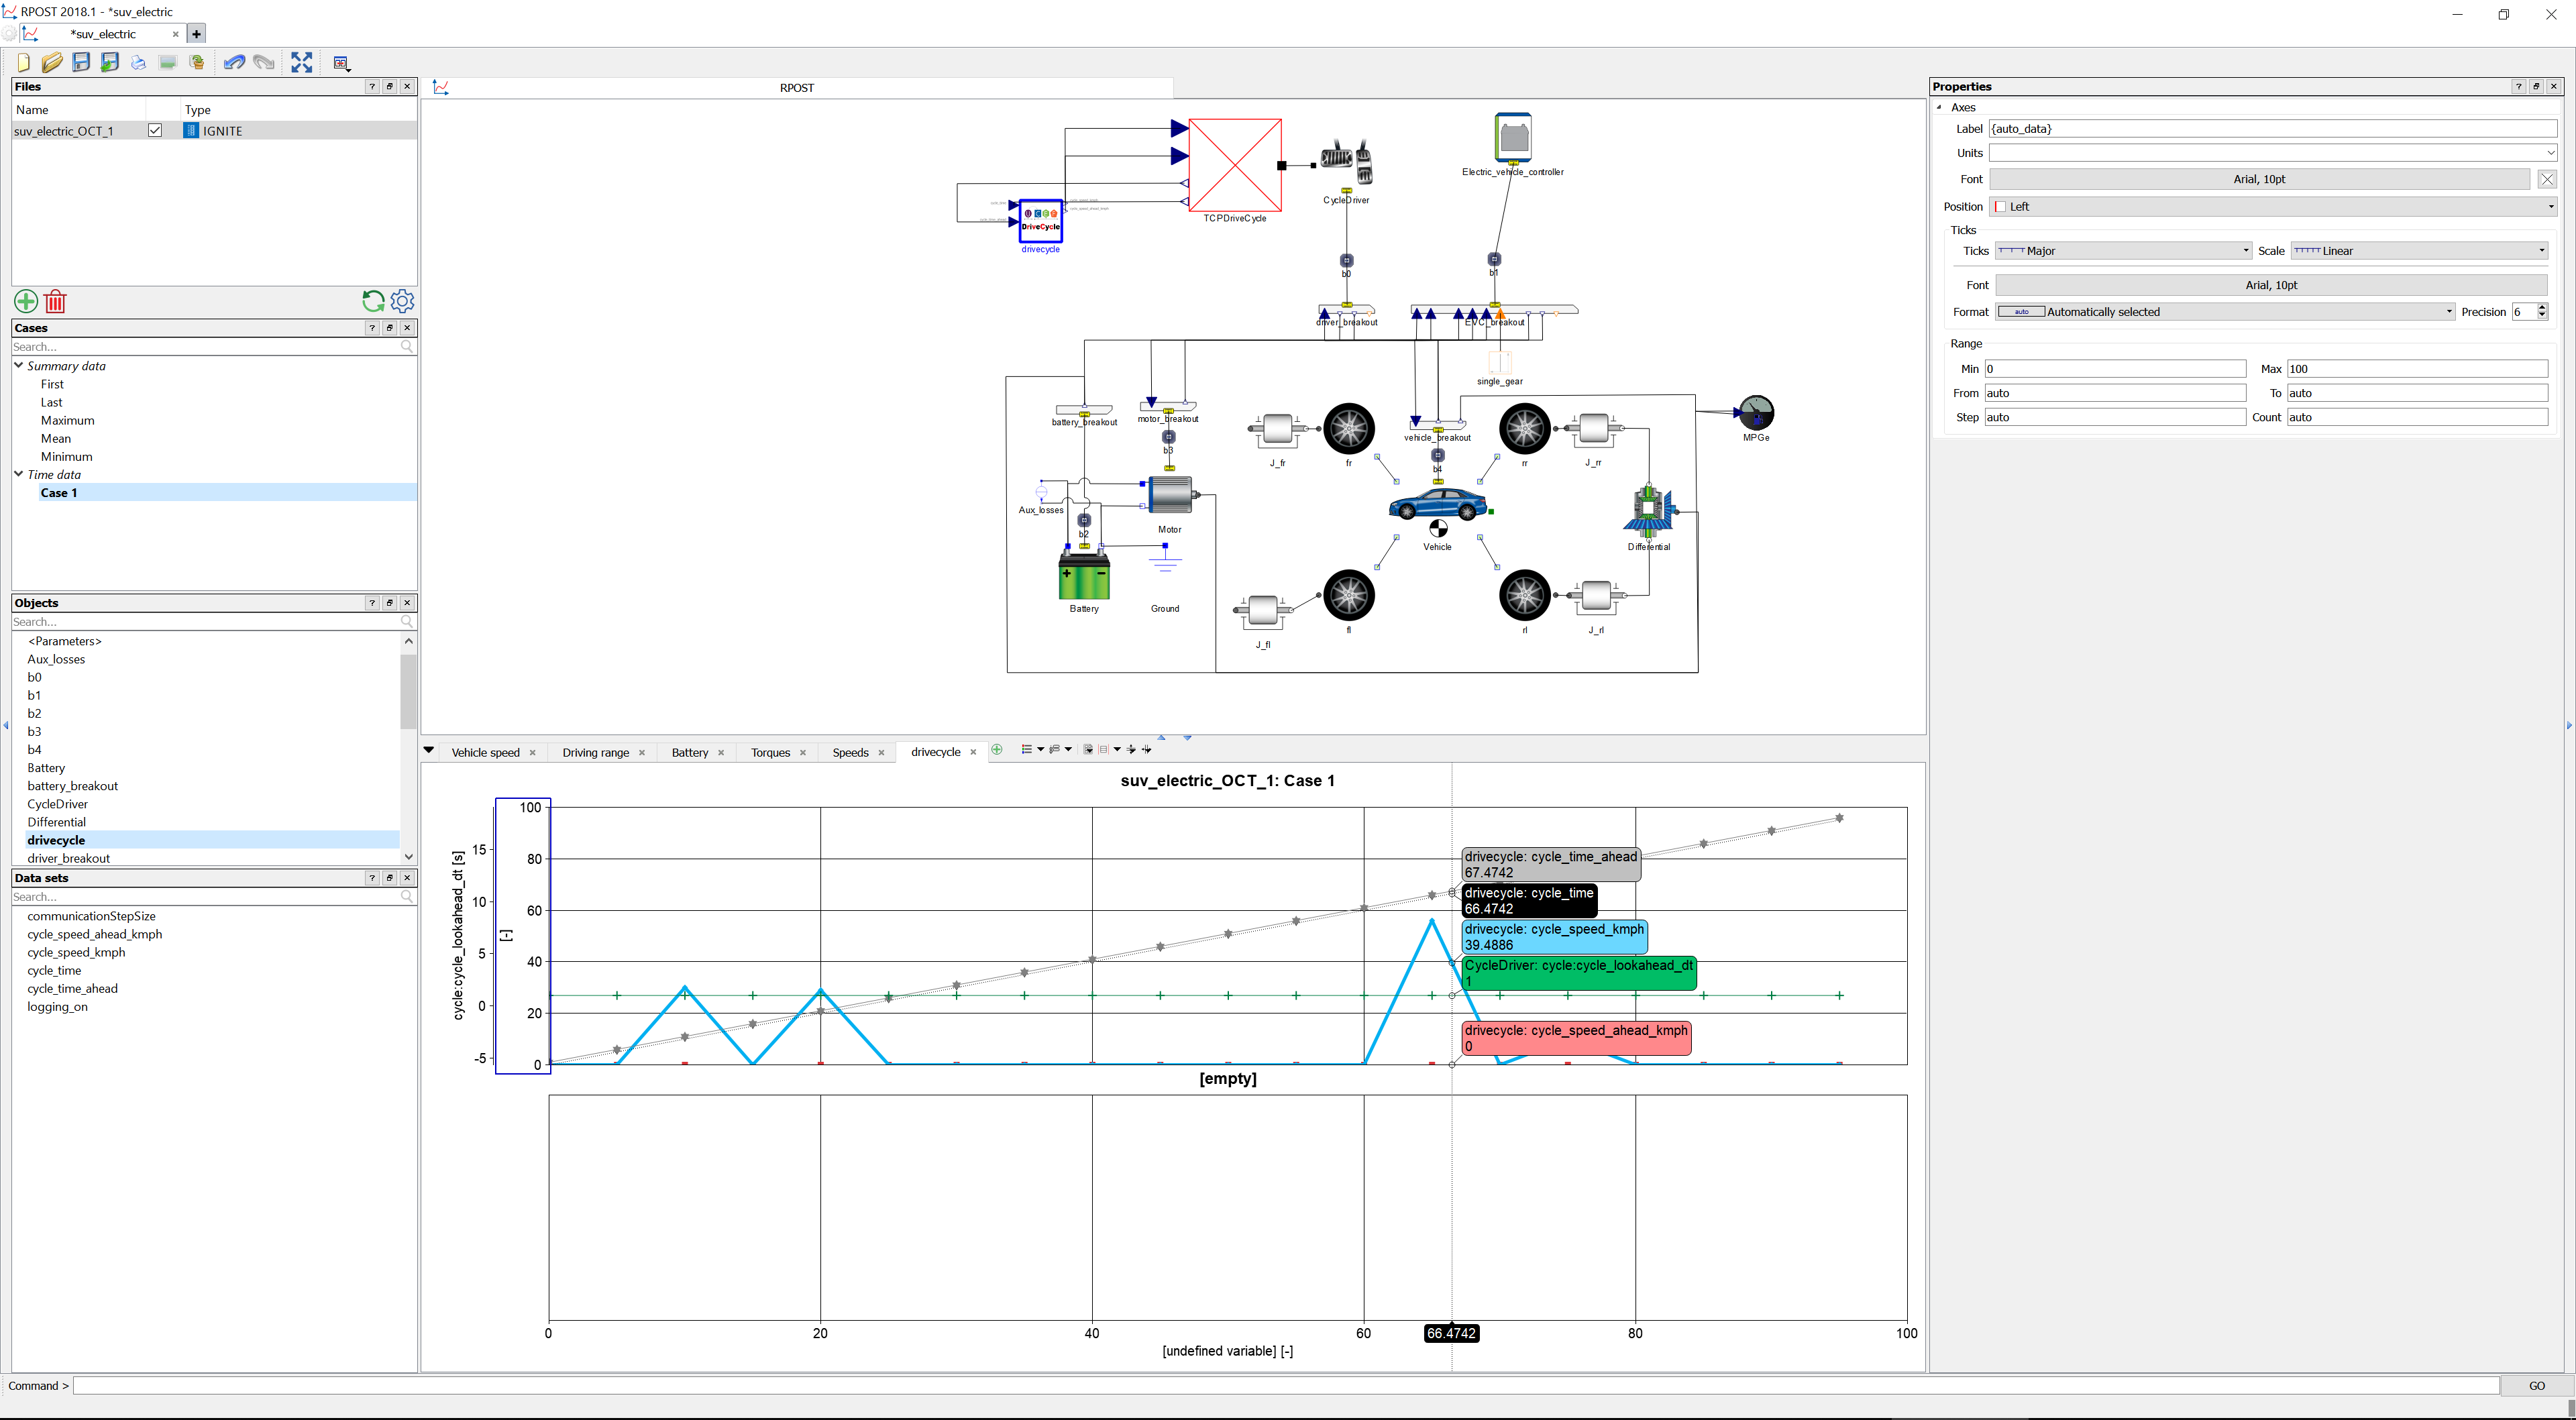 RPOST 2018.1 - *suv_electric
*suv_electric
Files
Name Type
suv_electric_OCT_1 IGNITE
Cases
Search...
Summary data
First
Last
Maximum
Mean
Minimum
Time data
Case 1
Objects
Search...
<Parameters>
Aux_losses
b0
b1
b2
b3
b4
Battery
battery_breakout
CycleDriver
Differential
drivecycle
driver_breakout
Data sets
Search...
communicationStepSize
cycle_speed_ahead_kmph
cycle_speed_kmph
cycle_time
cycle_time_ahead
logging_on
RPOST
DriveCycle
drivecycle
TCPDriveCycle
CycleDriver
Electric_vehicle_controller
b0
b1
driver_breakout
EVC_breakout
single_gear
battery_breakout
motor_breakout
vehicle_breakout
b3
b4
J_fr
fr
rr
J_rr
MPGe
Aux_losses
b2
Motor
Vehicle
Differential
Battery
Ground
J_fl
fl
rl
J_rl
Vehicle speed
Driving range
Battery
Torques
Speeds
drivecycle
suv_electric_OCT_1: Case 1
cycle:cycle_lookahead_dt [s]
15
10
5
0
-5
[-]
100
80
60
40
20
0
drivecycle: cycle_time_ahead
67.4742
drivecycle: cycle_time
66.4742
drivecycle: cycle_speed_kmph
39.4886
CycleDriver: cycle:cycle_lookahead_dt
1
drivecycle: cycle_speed_ahead_kmph
0
[empty]
0 20 40 60 66.4742 80 100
[undefined variable] [-]
Properties
Axes
Label {auto_data}
Units
Font Arial, 10pt
Position Left
Ticks
Ticks Major Scale Linear
Font Arial, 10pt
Format auto Automatically selected Precision 6
Range
Min 0 Max 100
From auto To auto
Step auto Count auto
Command >
GO